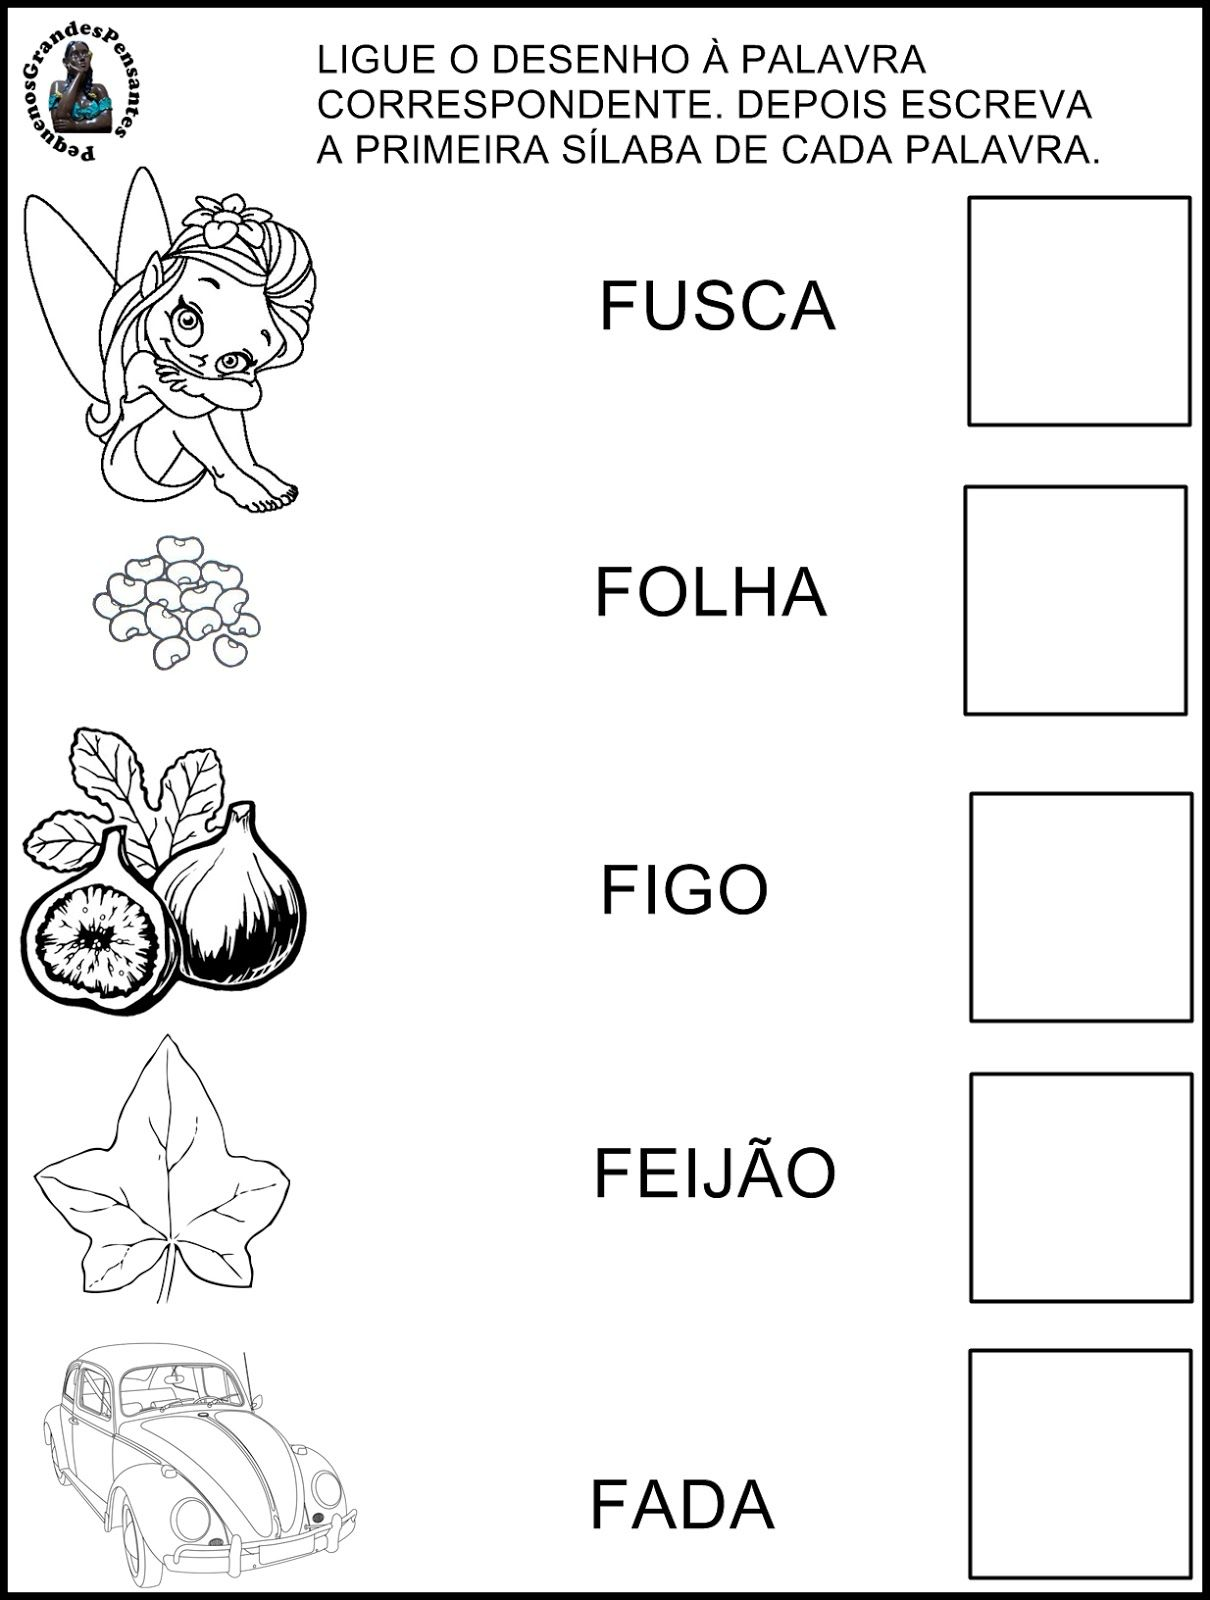 PequenosGrandesPensantes
LIGUE O DESENHO À PALAVRA
CORRESPONDENTE. DEPOIS ESCREVA
A PRIMEIRA SÍLABA DE CADA PALAVRA.
FUSCA
FOLHA
FIGO
FEIJÃO
FADA